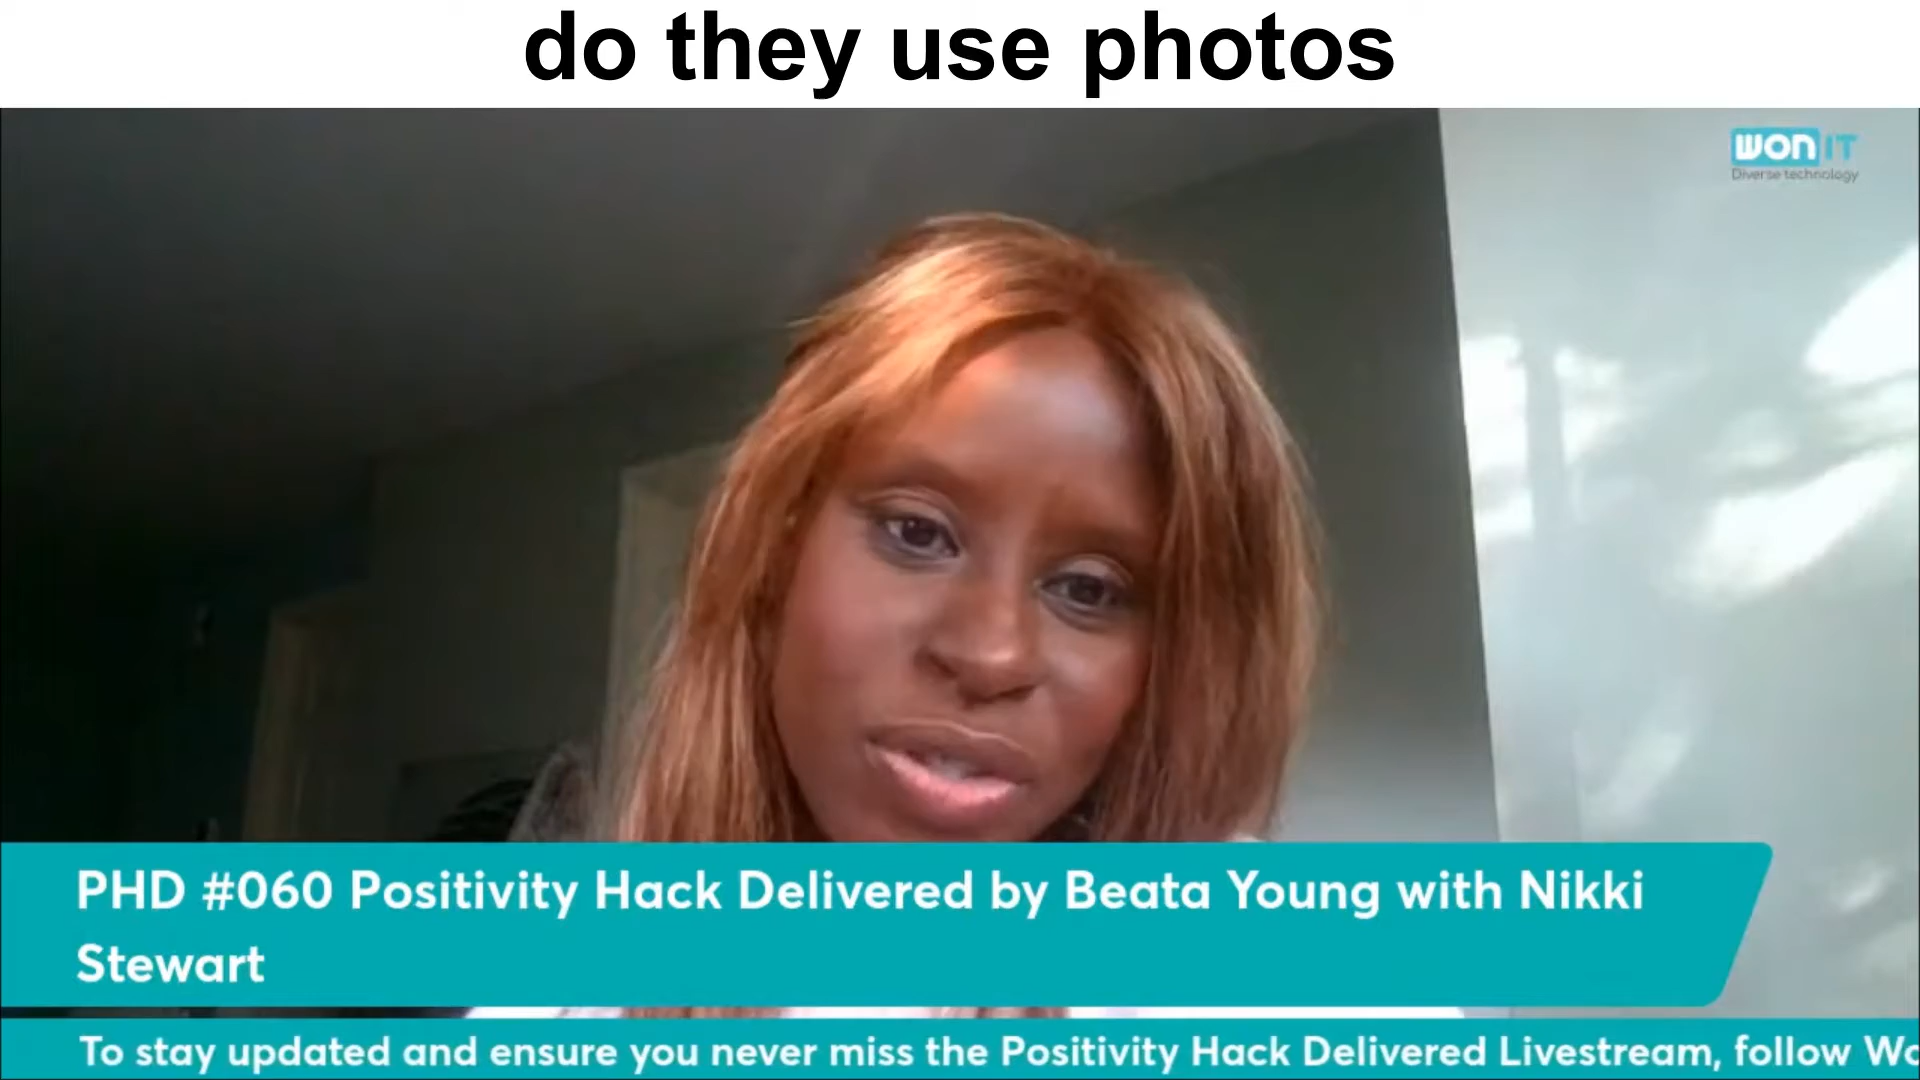 do they use photos
WON IT
Diverse technology
PHD #060 Positivity Hack Delivered by Beata Young with Nikki
Stewart
To stay updated and ensure you never miss the Positivity Hack Delivered Livestream, follow